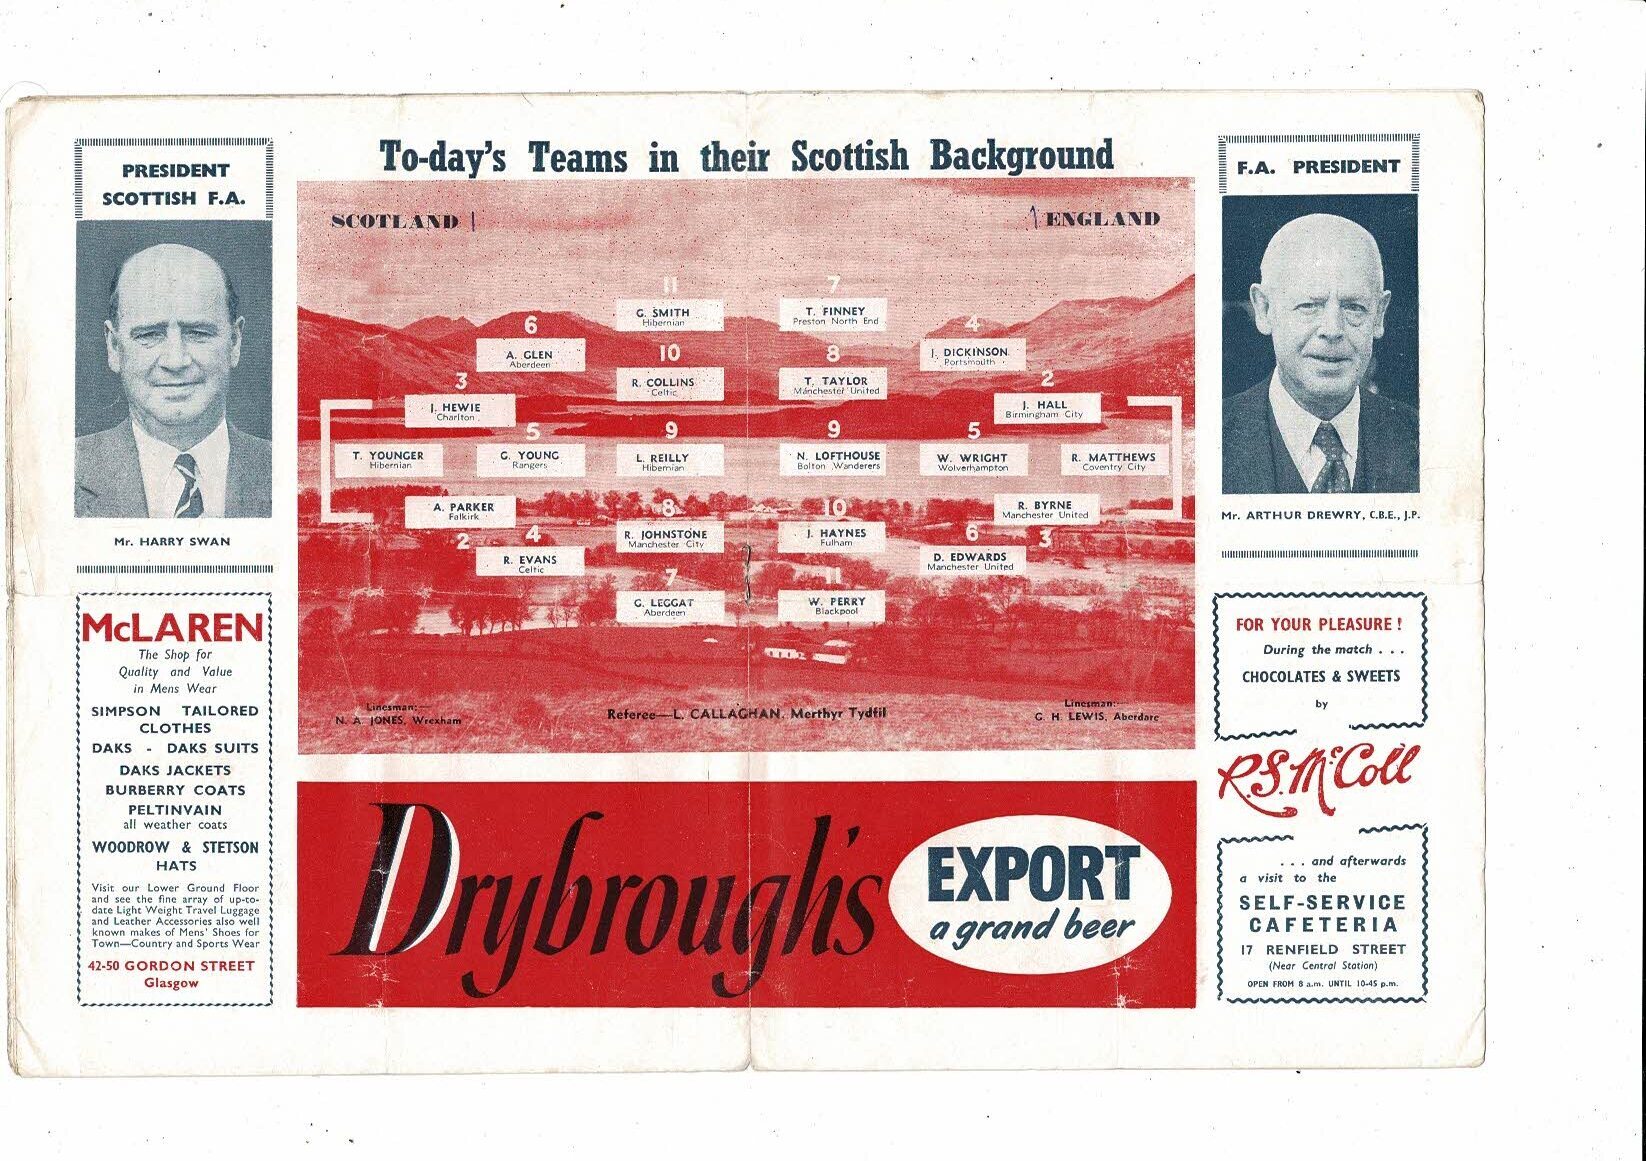 To-day's Teams in their Scottish Background
PRESIDENT
SCOTTISH F.A.
Mr. HARRY SWAN
McLAREN
The Shop for
Quality and Value
in Mens Wear
SIMPSON TAILORED
CLOTHES
DAKS - DAKS SUITS
DAKS JACKETS
BURBERRY COATS
PELTINVAIN
all weather coats
WOODROW & STETSON
HATS
Visit our Lower Ground Floor
and see the fine array of up-to-
date Light Weight Travel Luggage
and Leather Accessories also well
known makes of Mens' Shoes for
Town—Country and Sports Wear
42-50 GORDON STREET
Glasgow
SCOTLAND 1
1 ENGLAND
11
G. SMITH
Hibernian
7
T. FINNEY
Preston North End
6
A. GLEN
Aberdeen
10
R. COLLINS
Celtic
8
T. TAYLOR
Manchester United
4
J. DICKINSON
Portsmouth
3
J. HEWIE
Charlton
2
J. HALL
Birmingham City
T. YOUNGER
Hibernian
5
G. YOUNG
Rangers
9
L. REILLY
Hibernian
9
N. LOFTHOUSE
Bolton Wanderers
5
W. WRIGHT
Wolverhampton
R. MATTHEWS
Coventry City
A. PARKER
Falkirk
2
8
R. JOHNSTONE
Manchester City
10
J. HAYNES
Fulham
R. BYRNE
Manchester United
3
4
R. EVANS
Celtic
6
D. EDWARDS
Manchester United
7
G. LEGGAT
Aberdeen
11
W. PERRY
Blackpool
Linesman:—
N. A. JONES, Wrexham
Referee—L. CALLAGHAN, Merthyr Tydfil
Linesman:—
G. H. LEWIS, Aberdare
Drybrough's
EXPORT
a grand beer
F.A. PRESIDENT
Mr. ARTHUR DREWRY, C.B.E., J.P.
FOR YOUR PLEASURE !
During the match . . .
CHOCOLATES & SWEETS
by
R.S. McColl
. . . and afterwards
a visit to the
SELF-SERVICE
CAFETERIA
17 RENFIELD STREET
(Near Central Station)
OPEN FROM 8 a.m. UNTIL 10-45 p.m.